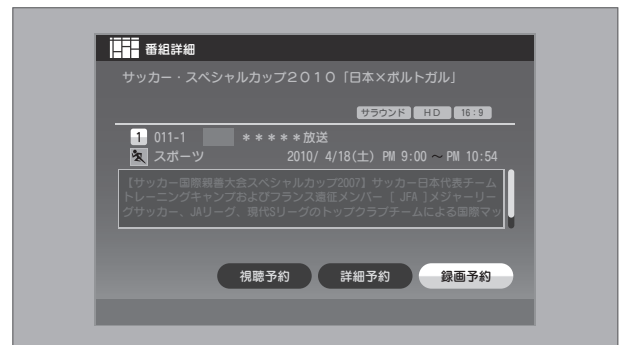 番組詳細
サッカー・スペシャルカップ2010「日本×ポルトガル」
サラウンド HD 16:9
1 011-1 *****放送
スポーツ 2010/ 4/18(土) PM 9:00 ~ PM 10:54
【サッカー国際親善大会スペシャルカップ2007】サッカー日本代表チーム
トレーニングキャンプおよびフランス遠征メンバー [ JFA ]メジャーリー
グサッカー、JAリーグ、現代Sリーグのトップクラブチームによる国際マッ
視聴予約 詳細予約 録画予約